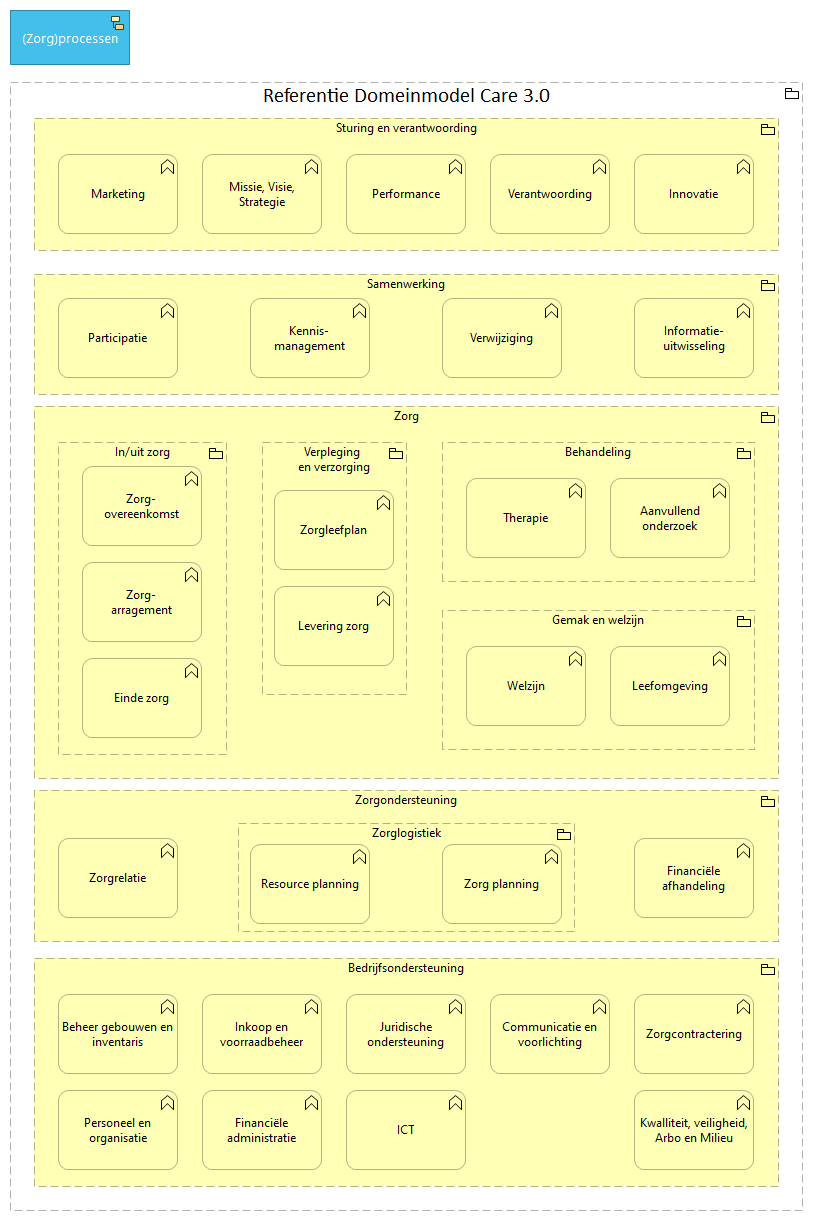 (Zorg)processen
Referentie Domeinmodel Care 3.0
Sturing en verantwoording
Marketing
Missie, Visie,
Strategie
Performance
Verantwoording
Innovatie
Samenwerking
Participatie
Kennis-
management
Verwijziging
Informatie-
uitwisseling
Zorg
In/uit zorg
Zorg-
overeenkomst
Zorg-
arragement
Einde zorg
Verpleging
en verzorging
Zorgleefplan
Levering zorg
Behandeling
Therapie
Aanvullend
onderzoek
Gemak en welzijn
Welzijn
Leefomgeving
Zorgondersteuning
Zorgrelatie
Zorglogistiek
Resource planning
Zorg planning
Financiële
afhandeling
Bedrijfsondersteuning
Beheer gebouwen en
inventaris
Inkoop en
voorraadbeheer
Juridische
ondersteuning
Communicatie en
voorlichting
Zorgcontractering
Personeel en
organisatie
Financiële
administratie
ICT
Kwalliteit, veiligheid,
Arbo en Milieu